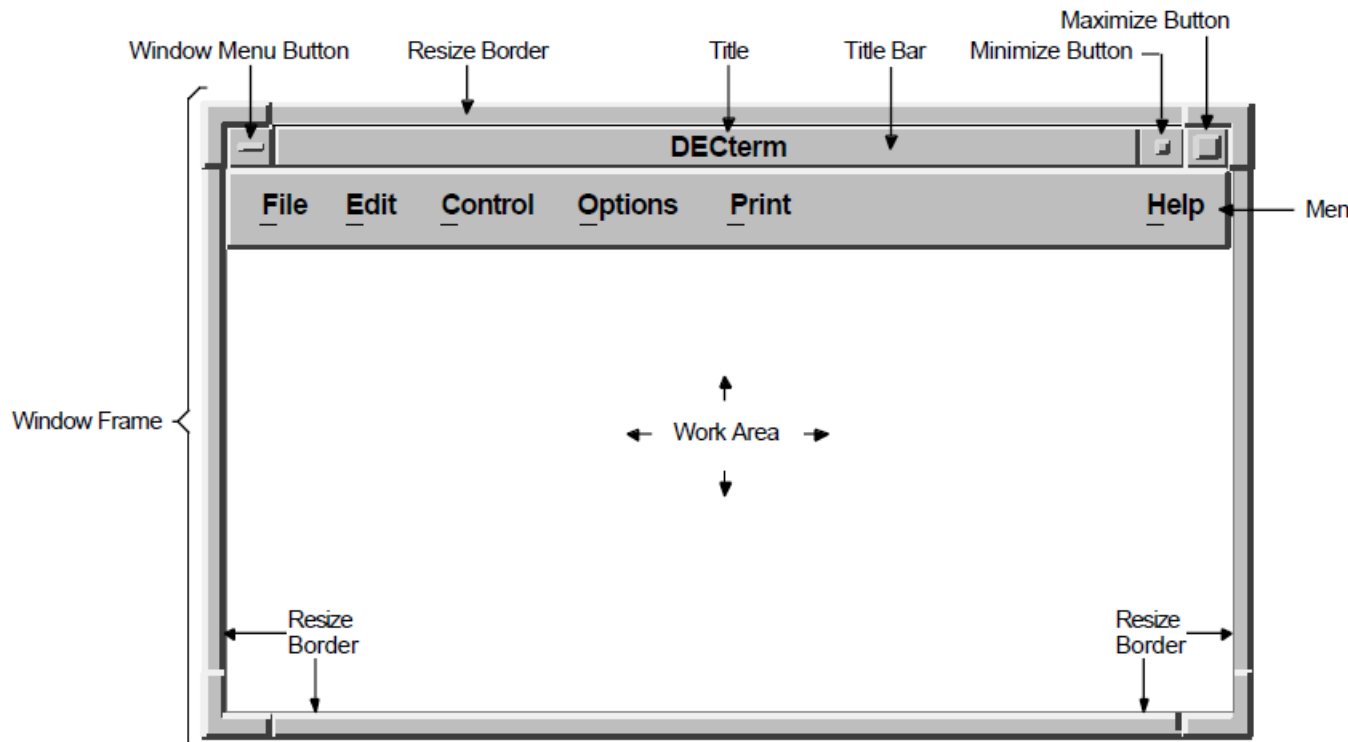 Maximize Button
Window Menu Button Resize Border Title Title Bar Minimize Button
DECterm
File Edit Control Options Print Help Men
Window Frame
Work Area
Resize Resize
Border Border